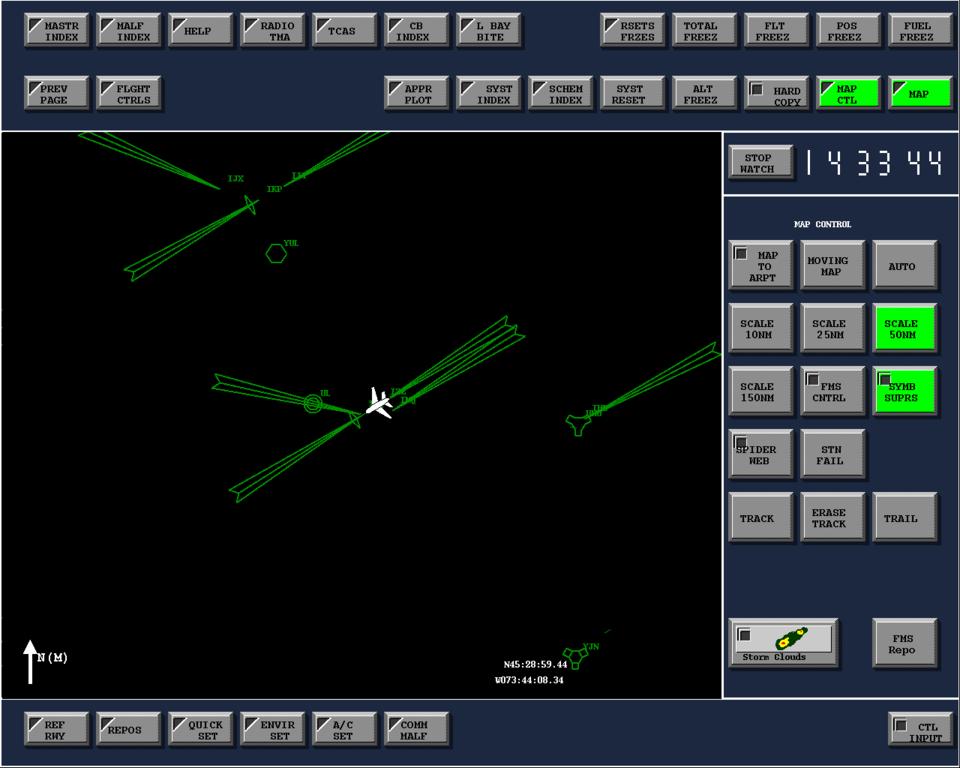 MASTR INDEX
MALF INDEX
HELP
RADIO TMA
TCAS
CB INDEX
L BAY BITE
RSETS FRZES
TOTAL FREEZ
FLT FREEZ
POS FREEZ
FUEL FREEZ
PREV PAGE
FLGHT CTRLS
APPR PLOT
SYST INDEX
SCHEM INDEX
SYST RESET
ALT FREEZ
HARD COPY
MAP CTL
MAP
STOP WATCH
14 33 44
MAP CONTROL
MAP TO ARPT
MOVING MAP
AUTO
SCALE 10NM
SCALE 25NM
SCALE 50NM
SCALE 150NM
FMS CNTRL
SYMB SUPRS
SPIDER WEB
STN FAIL
TRACK
ERASE TRACK
TRAIL
Storm Clouds
FMS Repo
IJX
IKP
YUL
UL
YJN
N(M)
N45:28:59.44
W073:44:08.34
REF RWY
REPOS
QUICK SET
ENVIR SET
A/C SET
COMM MALF
CTL INPUT